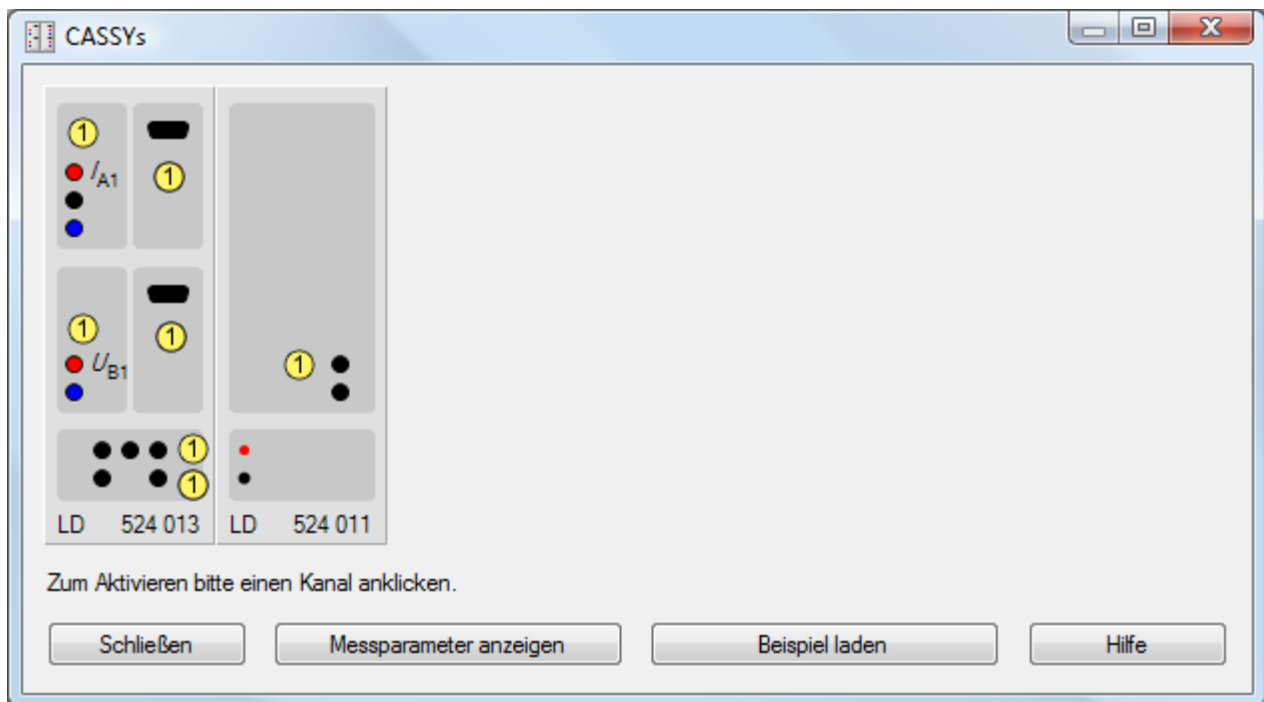 CASSYs
1
I A1
1
1
U B1
1
1
1
1
LD 524 013
LD 524 011
Zum Aktivieren bitte einen Kanal anklicken.
Schließen
Messparameter anzeigen
Beispiel laden
Hilfe